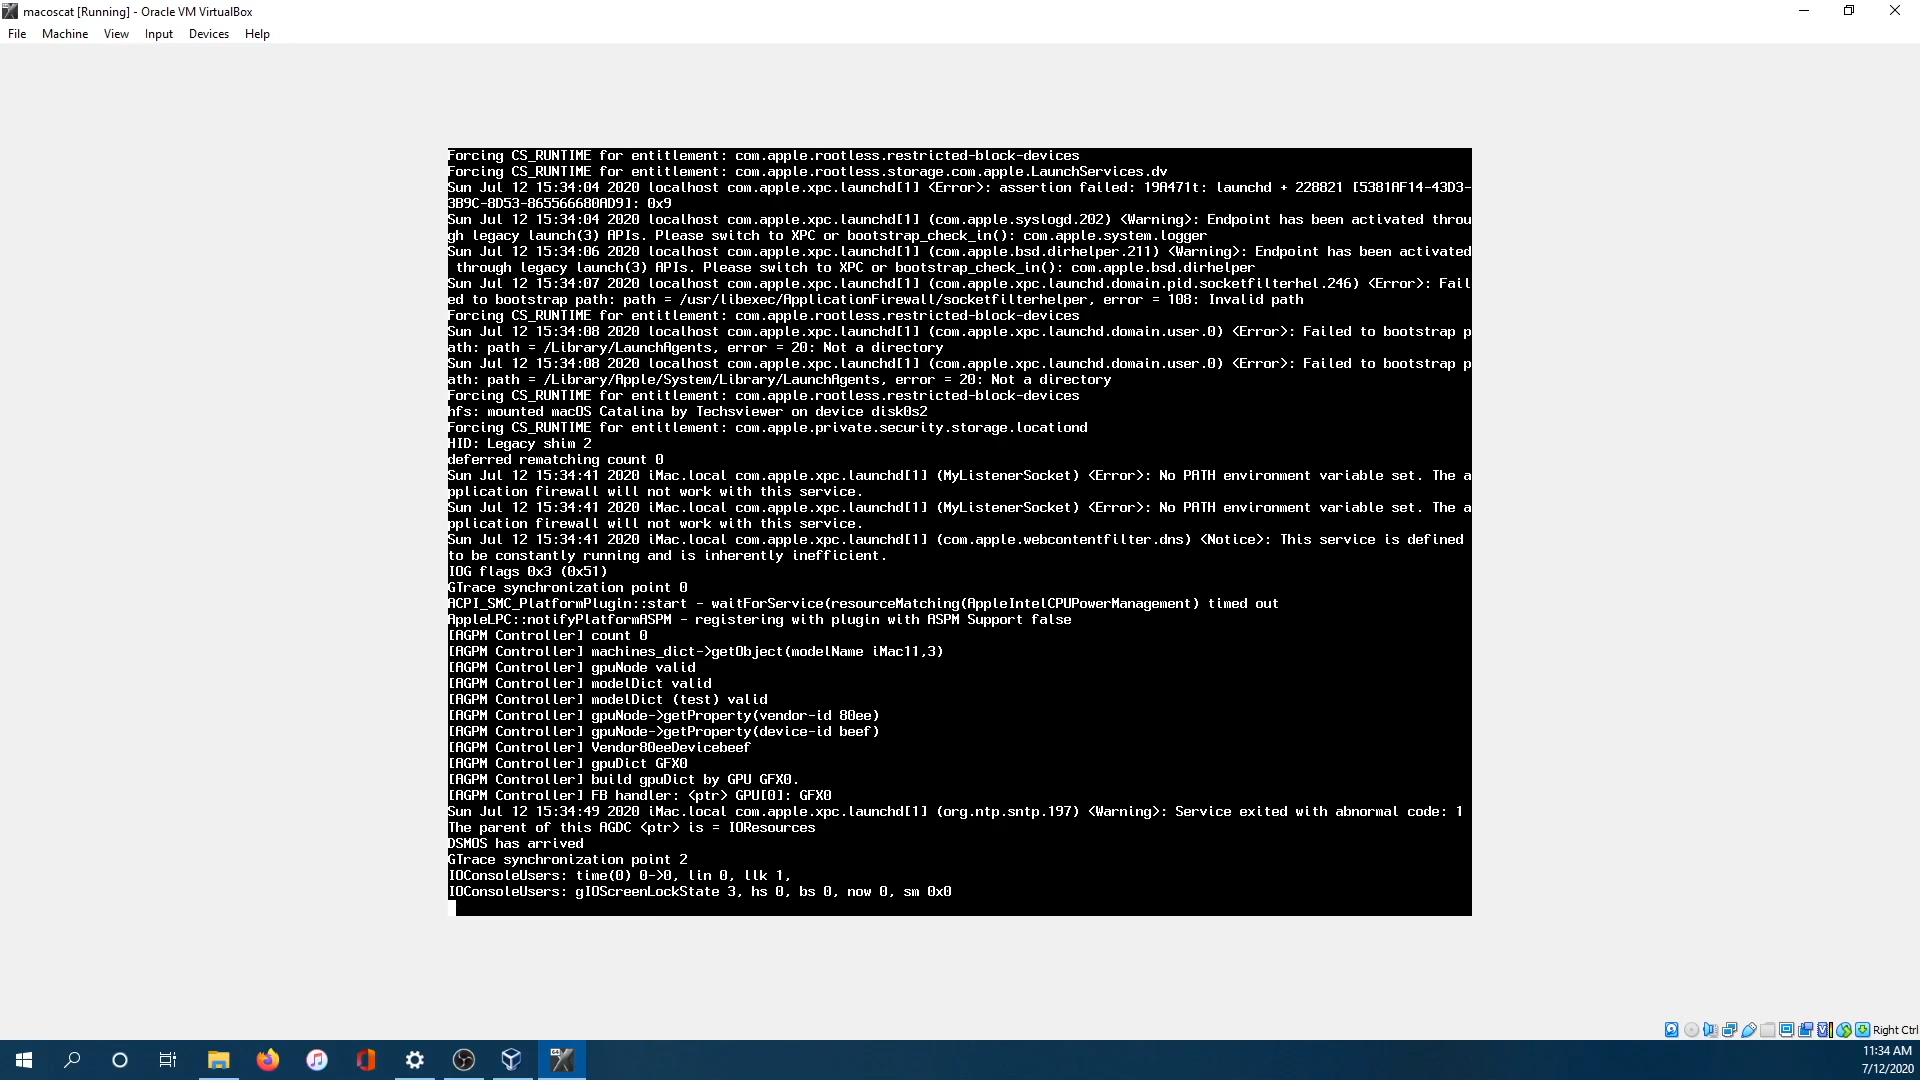 macoscat [Running] - Oracle VM VirtualBox
File Machine View Input Devices Help
Forcing CS_RUNTIME for entitlement: com.apple.rootless.restricted-block-devices
Forcing CS_RUNTIME for entitlement: com.apple.rootless.storage.com.apple.LaunchServices.dv
Sun Jul 12 15:34:04 2020 localhost com.apple.xpc.launchd[1] <Error>: assertion failed: 19A471t: launchd + 228821 [5381AF14-43D3-
3B9C-8D53-865566680AD9]: 0x9
Sun Jul 12 15:34:04 2020 localhost com.apple.xpc.launchd[1] (com.apple.syslogd.202) <Warning>: Endpoint has been activated throu
gh legacy launch(3) APIs. Please switch to XPC or bootstrap_check_in(): com.apple.system.logger
Sun Jul 12 15:34:06 2020 localhost com.apple.xpc.launchd[1] (com.apple.bsd.dirhelper.211) <Warning>: Endpoint has been activated
 through legacy launch(3) APIs. Please switch to XPC or bootstrap_check_in(): com.apple.bsd.dirhelper
Sun Jul 12 15:34:07 2020 localhost com.apple.xpc.launchd[1] (com.apple.xpc.launchd.domain.pid.socketfilterhel.246) <Error>: Fail
ed to bootstrap path: path = /usr/libexec/ApplicationFirewall/socketfilterhelper, error = 108: Invalid path
Forcing CS_RUNTIME for entitlement: com.apple.rootless.restricted-block-devices
Sun Jul 12 15:34:08 2020 localhost com.apple.xpc.launchd[1] (com.apple.xpc.launchd.domain.user.0) <Error>: Failed to bootstrap p
ath: path = /Library/LaunchAgents, error = 20: Not a directory
Sun Jul 12 15:34:08 2020 localhost com.apple.xpc.launchd[1] (com.apple.xpc.launchd.domain.user.0) <Error>: Failed to bootstrap p
ath: path = /Library/Apple/System/Library/LaunchAgents, error = 20: Not a directory
Forcing CS_RUNTIME for entitlement: com.apple.rootless.restricted-block-devices
hfs: mounted macOS Catalina by Techsviewer on device disk0s2
Forcing CS_RUNTIME for entitlement: com.apple.private.security.storage.locationd
HID: Legacy shim 2
deferred rematching count 0
Sun Jul 12 15:34:41 2020 iMac.local com.apple.xpc.launchd[1] (MyListenerSocket) <Error>: No PATH environment variable set. The a
pplication firewall will not work with this service.
Sun Jul 12 15:34:41 2020 iMac.local com.apple.xpc.launchd[1] (MyListenerSocket) <Error>: No PATH environment variable set. The a
pplication firewall will not work with this service.
Sun Jul 12 15:34:41 2020 iMac.local com.apple.xpc.launchd[1] (com.apple.webcontentfilter.dns) <Notice>: This service is defined
to be constantly running and is inherently inefficient.
IOG flags 0x3 (0x51)
GTrace synchronization point 0
ACPI_SMC_PlatformPlugin::start - waitForService(resourceMatching(AppleIntelCPUPowerManagement) timed out
AppleLPC::notifyPlatformASPM - registering with plugin with ASPM Support false
[AGPM Controller] count 0
[AGPM Controller] machines_dict->getObject(modelName iMac11,3)
[AGPM Controller] gpuNode valid
[AGPM Controller] modelDict valid
[AGPM Controller] modelDict (test) valid
[AGPM Controller] gpuNode->getProperty(vendor-id 80ee)
[AGPM Controller] gpuNode->getProperty(device-id beef)
[AGPM Controller] Vendor80eeDevicebeef
[AGPM Controller] gpuDict GFX0
[AGPM Controller] build gpuDict by GPU GFX0.
[AGPM Controller] FB handler: <ptr> GPU[0]: GFX0
Sun Jul 12 15:34:49 2020 iMac.local com.apple.xpc.launchd[1] (org.ntp.sntp.197) <Warning>: Service exited with abnormal code: 1
The parent of this AGDC <ptr> is = IOResources
DSMOS has arrived
GTrace synchronization point 2
IOConsoleUsers: time(0) 0->0, lin 0, llk 1,
IOConsoleUsers: gIOScreenLockState 3, hs 0, bs 0, now 0, sm 0x0
Right Ctrl
11:34 AM
7/12/2020